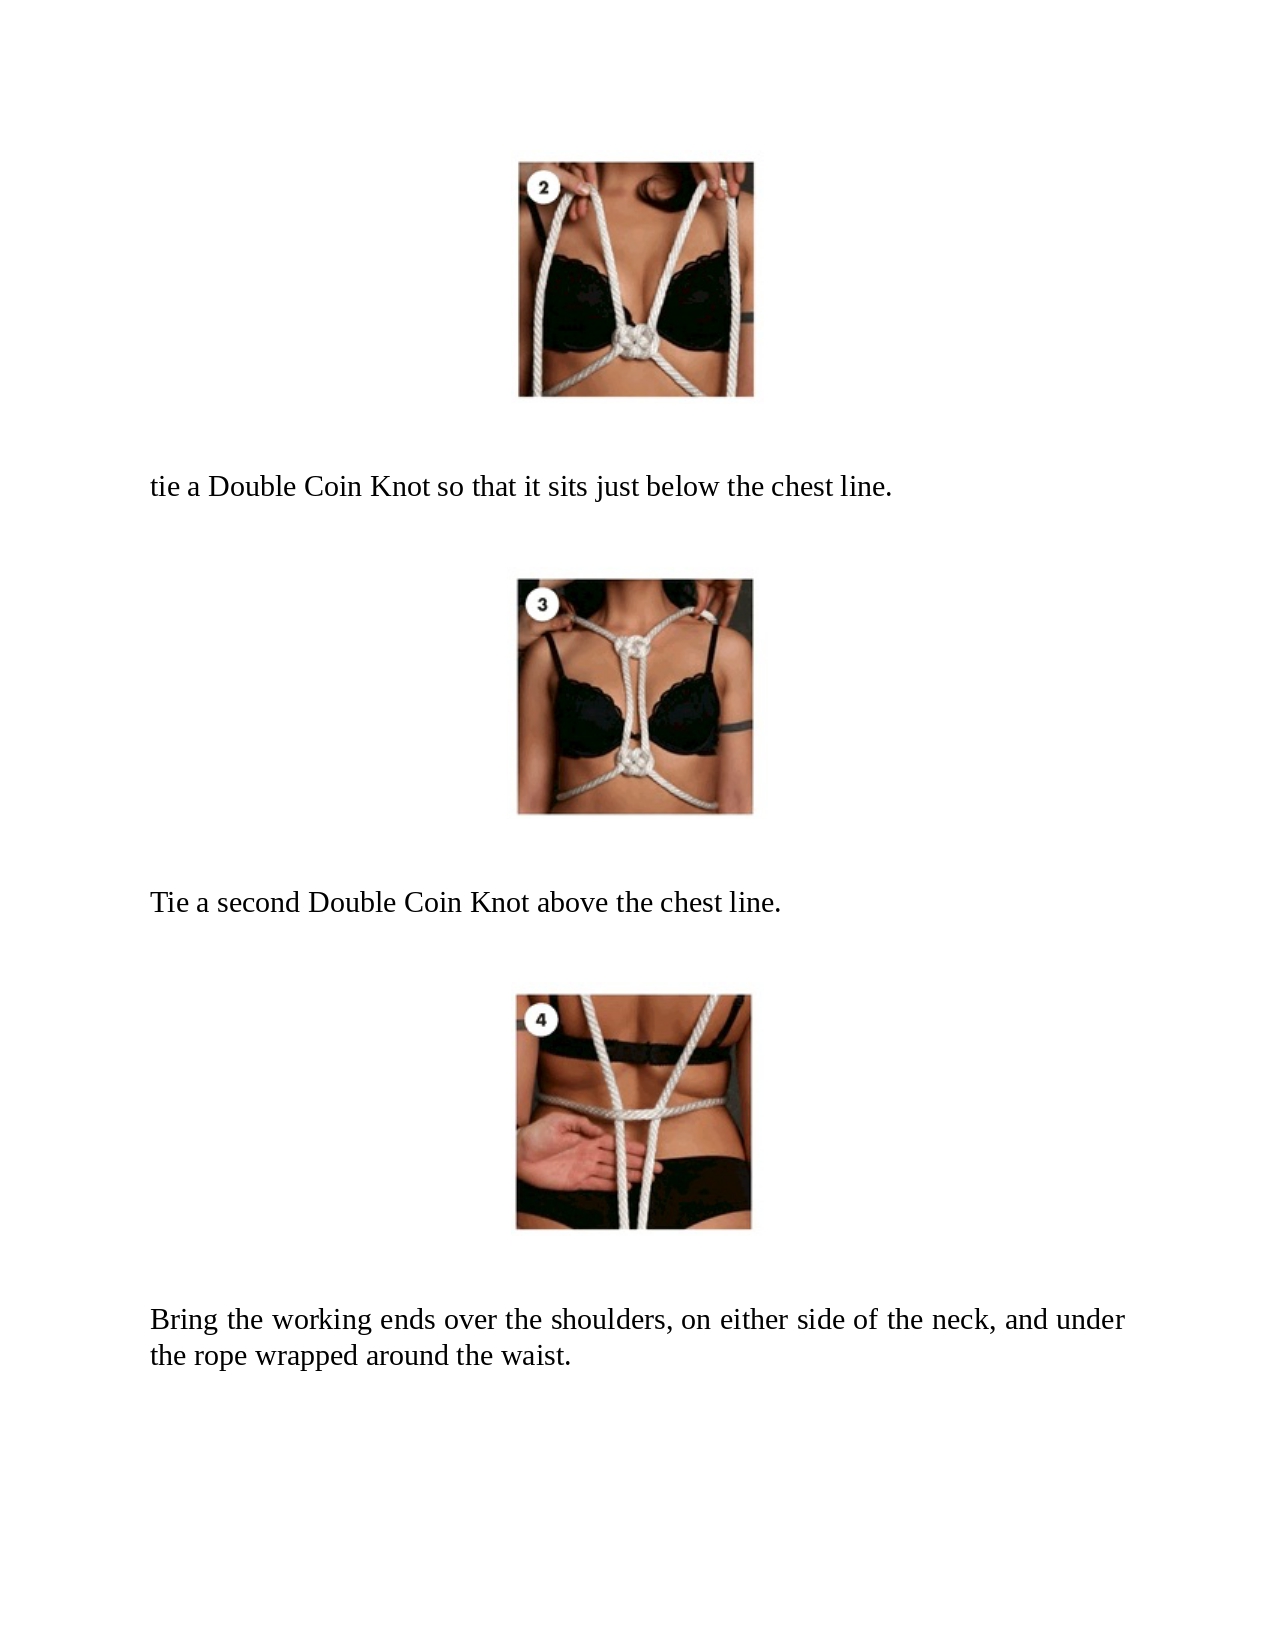 2
tie a Double Coin Knot so that it sits just below the chest line.
3
Tie a second Double Coin Knot above the chest line.
4
Bring the working ends over the shoulders, on either side of the neck, and under
the rope wrapped around the waist.